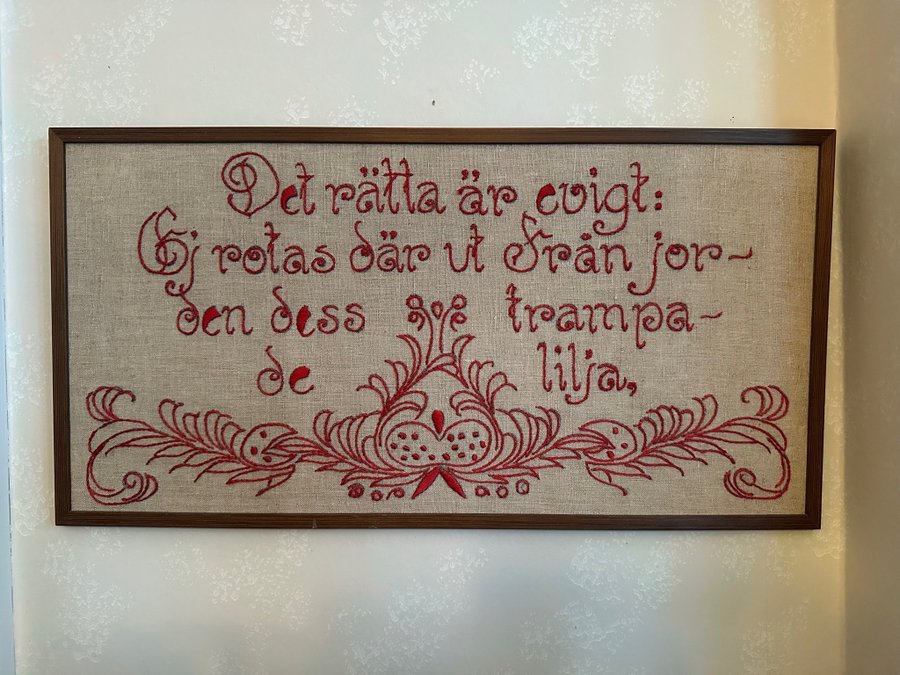 Det rätta är evigt:
Ej rotas där ut från jor~
den dess trampa~
de lilja,